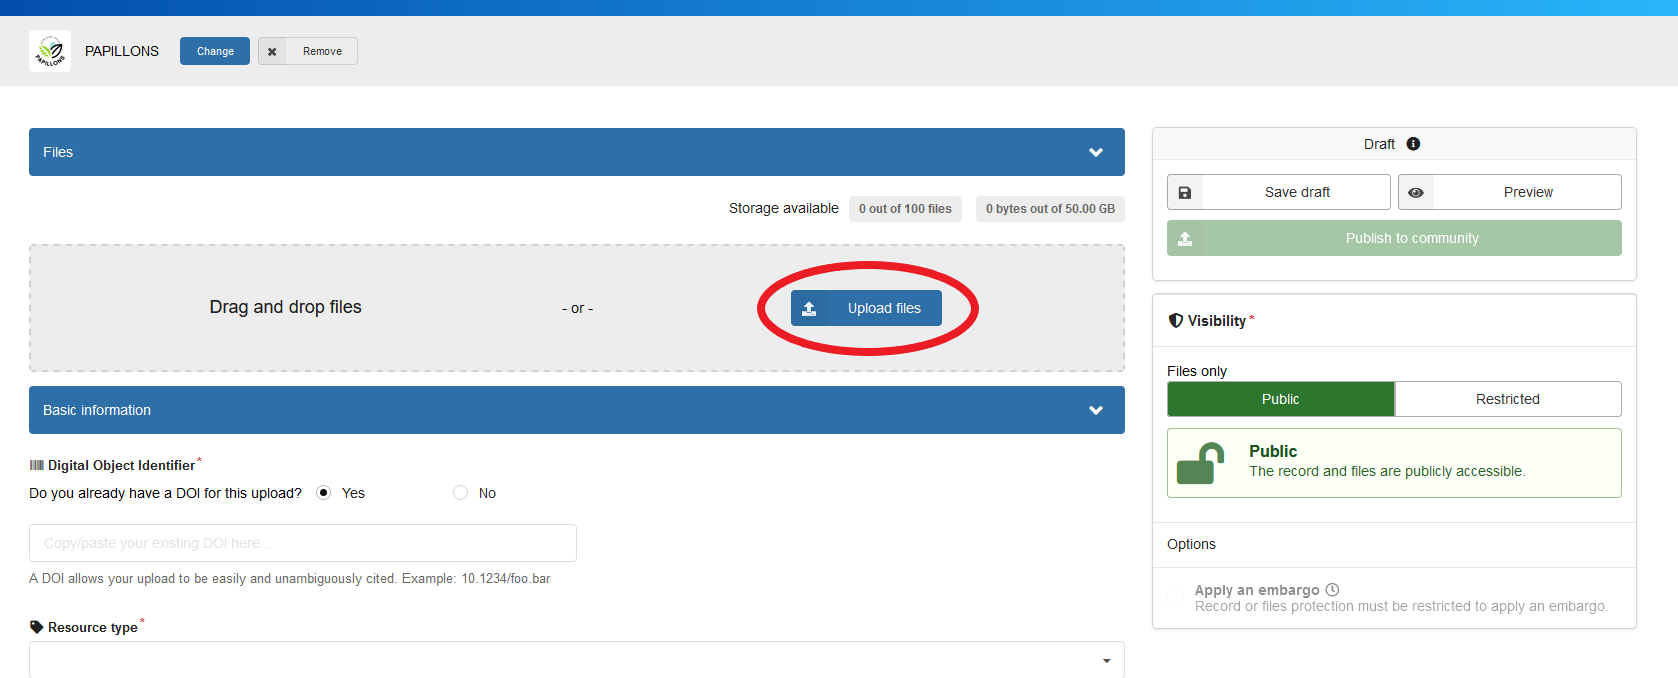 PAPILLONS
PAPILLONS
Change
Remove
Files
Storage available
0 out of 100 files
0 bytes out of 50.00 GB
Drag and drop files
- or -
Upload files
Basic information
Digital Object Identifier*
Do you already have a DOI for this upload?
Yes
No
Copy/paste your existing DOI here...
A DOI allows your upload to be easily and unambiguously cited. Example: 10.1234/foo.bar
Resource type*
Draft
Save draft
Preview
Publish to community
Visibility*
Files only
Public
Restricted
Public
The record and files are publicly accessible.
Options
Apply an embargo
Record or files protection must be restricted to apply an embargo.